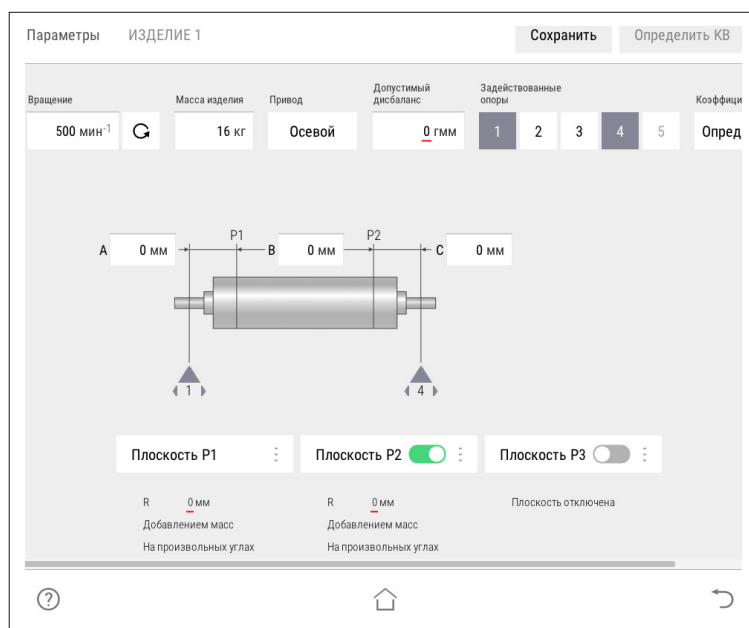 Параметры ИЗДЕЛИЕ 1 Сохранить Определить КВ
Вращение Масса изделия Привод Допустимый дисбаланс Задействованные опоры Коэффици
500 мин-1 16 кг Осевой 0 гмм 1 2 3 4 5 Опред
P1 P2
A 0 мм B 0 мм C 0 мм
1 4
Плоскость P1 Плоскость P2 Плоскость P3
R 0 мм R 0 мм Плоскость отключена
Добавлением масс Добавлением масс
На произвольных углах На произвольных углах
?